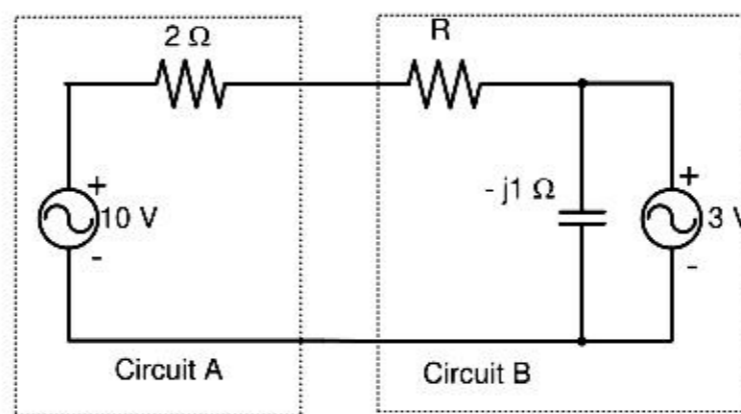 2 Ω
R
+
10 V
-
- j1 Ω
+
3 V
-
Circuit A
Circuit B